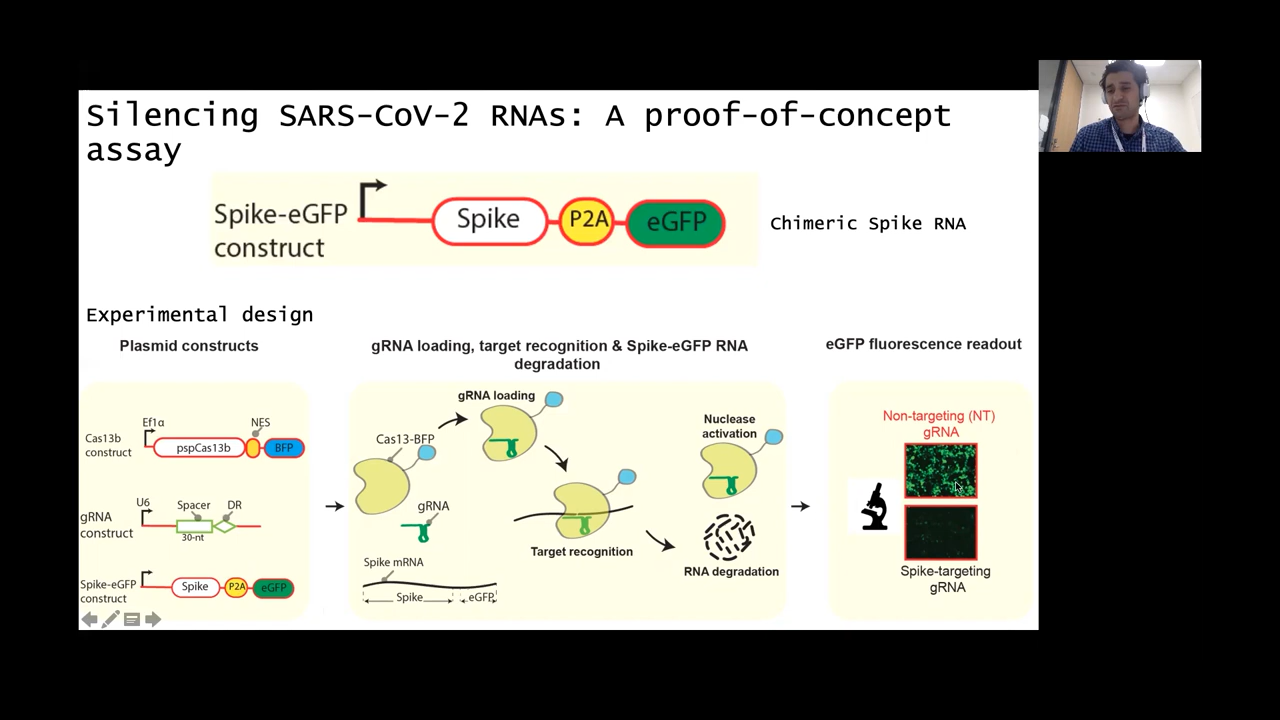 Silencing SARS-CoV-2 RNAs: A proof-of-concept
assay
Spike-eGFP
construct
Spike
P2A
eGFP
Chimeric Spike RNA
Experimental design
Plasmid constructs
gRNA loading, target recognition & Spike-eGFP RNA
degradation
eGFP fluorescence readout
Ef1α
NES
Cas13b
construct
pspCas13b
BFP
U6
Spacer
DR
gRNA
construct
30-nt
Spike-eGFP
construct
Spike
P2A
eGFP
gRNA loading
Cas13-BFP
gRNA
Spike mRNA
Spike
eGFP
Target recognition
Nuclease
activation
RNA degradation
Non-targeting (NT)
gRNA
Spike-targeting
gRNA